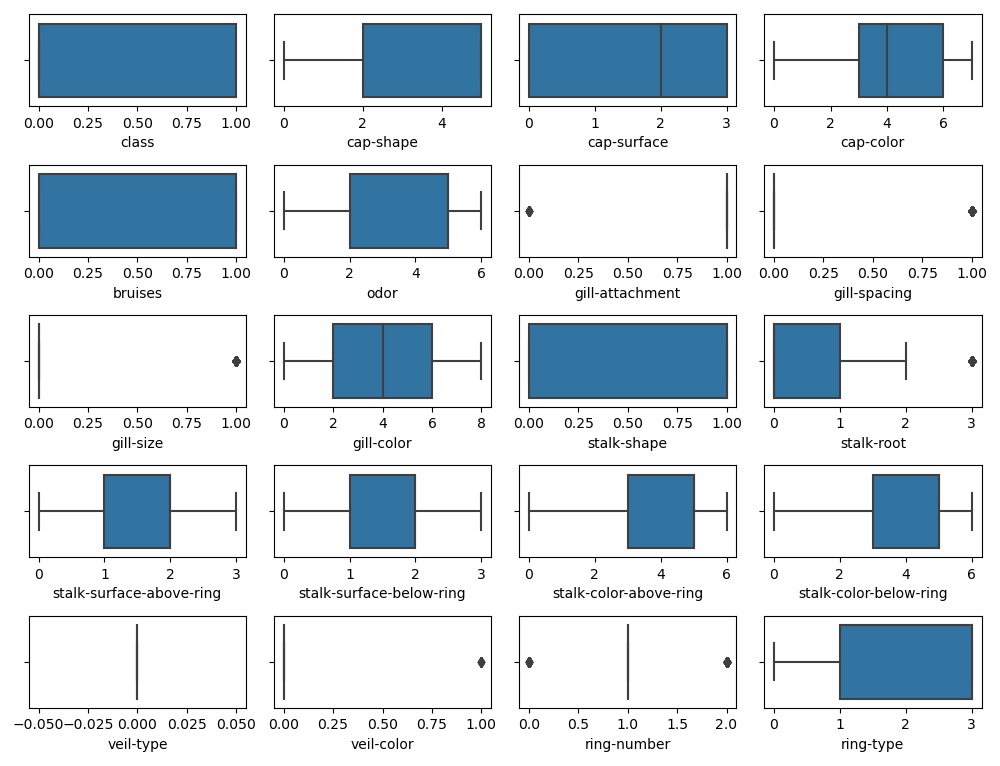 0.00 0.25 0.50 0.75 1.00
class
0 2 4
cap-shape
0 1 2 3
cap-surface
0 2 4 6
cap-color
0.00 0.25 0.50 0.75 1.00
bruises
0 2 4 6
odor
0.00 0.25 0.50 0.75 1.00
gill-attachment
0.00 0.25 0.50 0.75 1.00
gill-spacing
0.00 0.25 0.50 0.75 1.00
gill-size
0 2 4 6 8
gill-color
0.00 0.25 0.50 0.75 1.00
stalk-shape
0 1 2 3
stalk-root
0 1 2 3
stalk-surface-above-ring
0 1 2 3
stalk-surface-below-ring
0 2 4 6
stalk-color-above-ring
0 2 4 6
stalk-color-below-ring
−0.050 −0.025 0.000 0.025 0.050
veil-type
0.00 0.25 0.50 0.75 1.00
veil-color
0.0 0.5 1.0 1.5 2.0
ring-number
0 1 2 3
ring-type